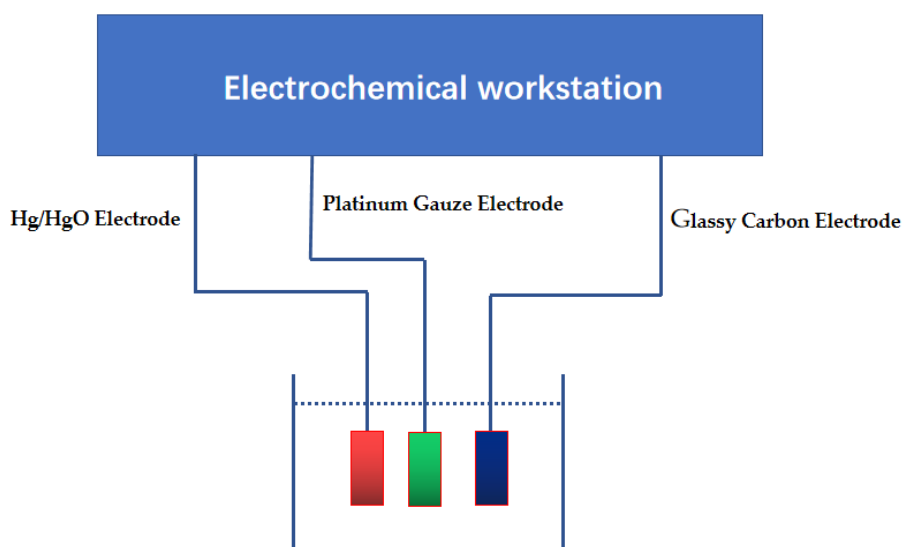 Electrochemical workstation
Platinum Gauze Electrode
Hg/HgO Electrode
Glassy Carbon Electrode